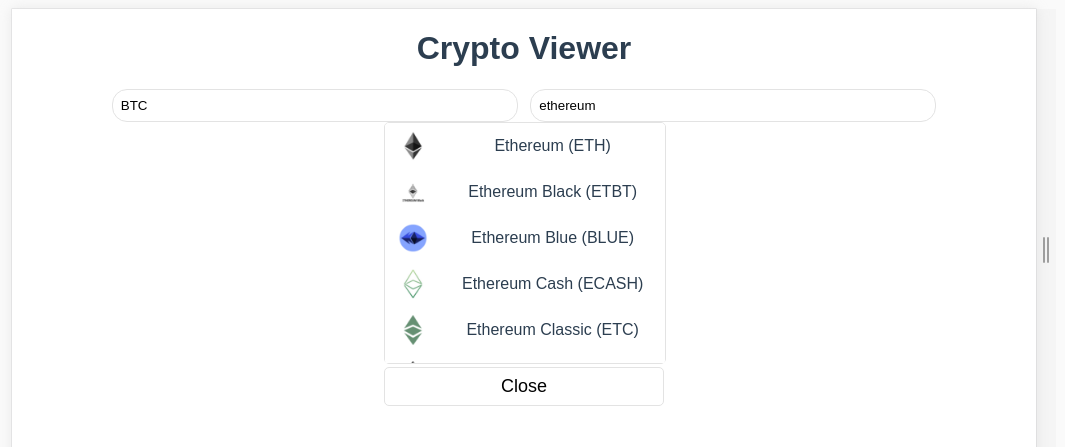 Crypto Viewer
BTC
ethereum
Ethereum (ETH)
Ethereum Black (ETBT)
Ethereum Blue (BLUE)
Ethereum Cash (ECASH)
Ethereum Classic (ETC)
Close